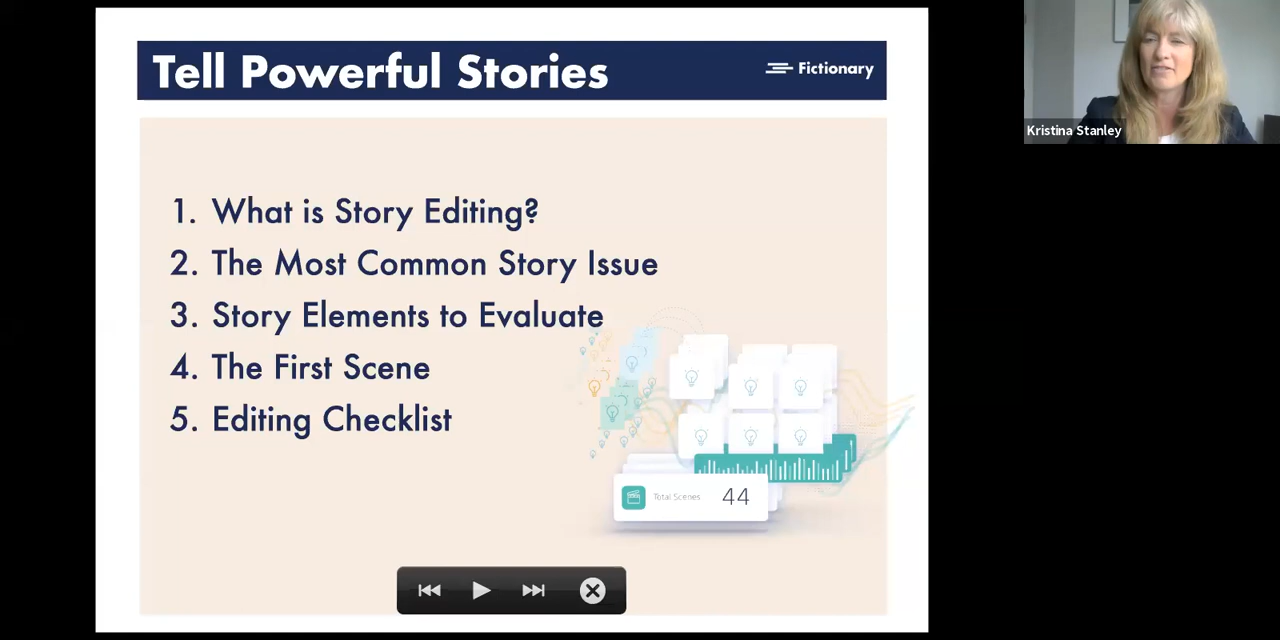 Tell Powerful Stories
Fictionary
Kristina Stanley
1. What is Story Editing?
2. The Most Common Story Issue
3. Story Elements to Evaluate
4. The First Scene
5. Editing Checklist
Total Scenes 44